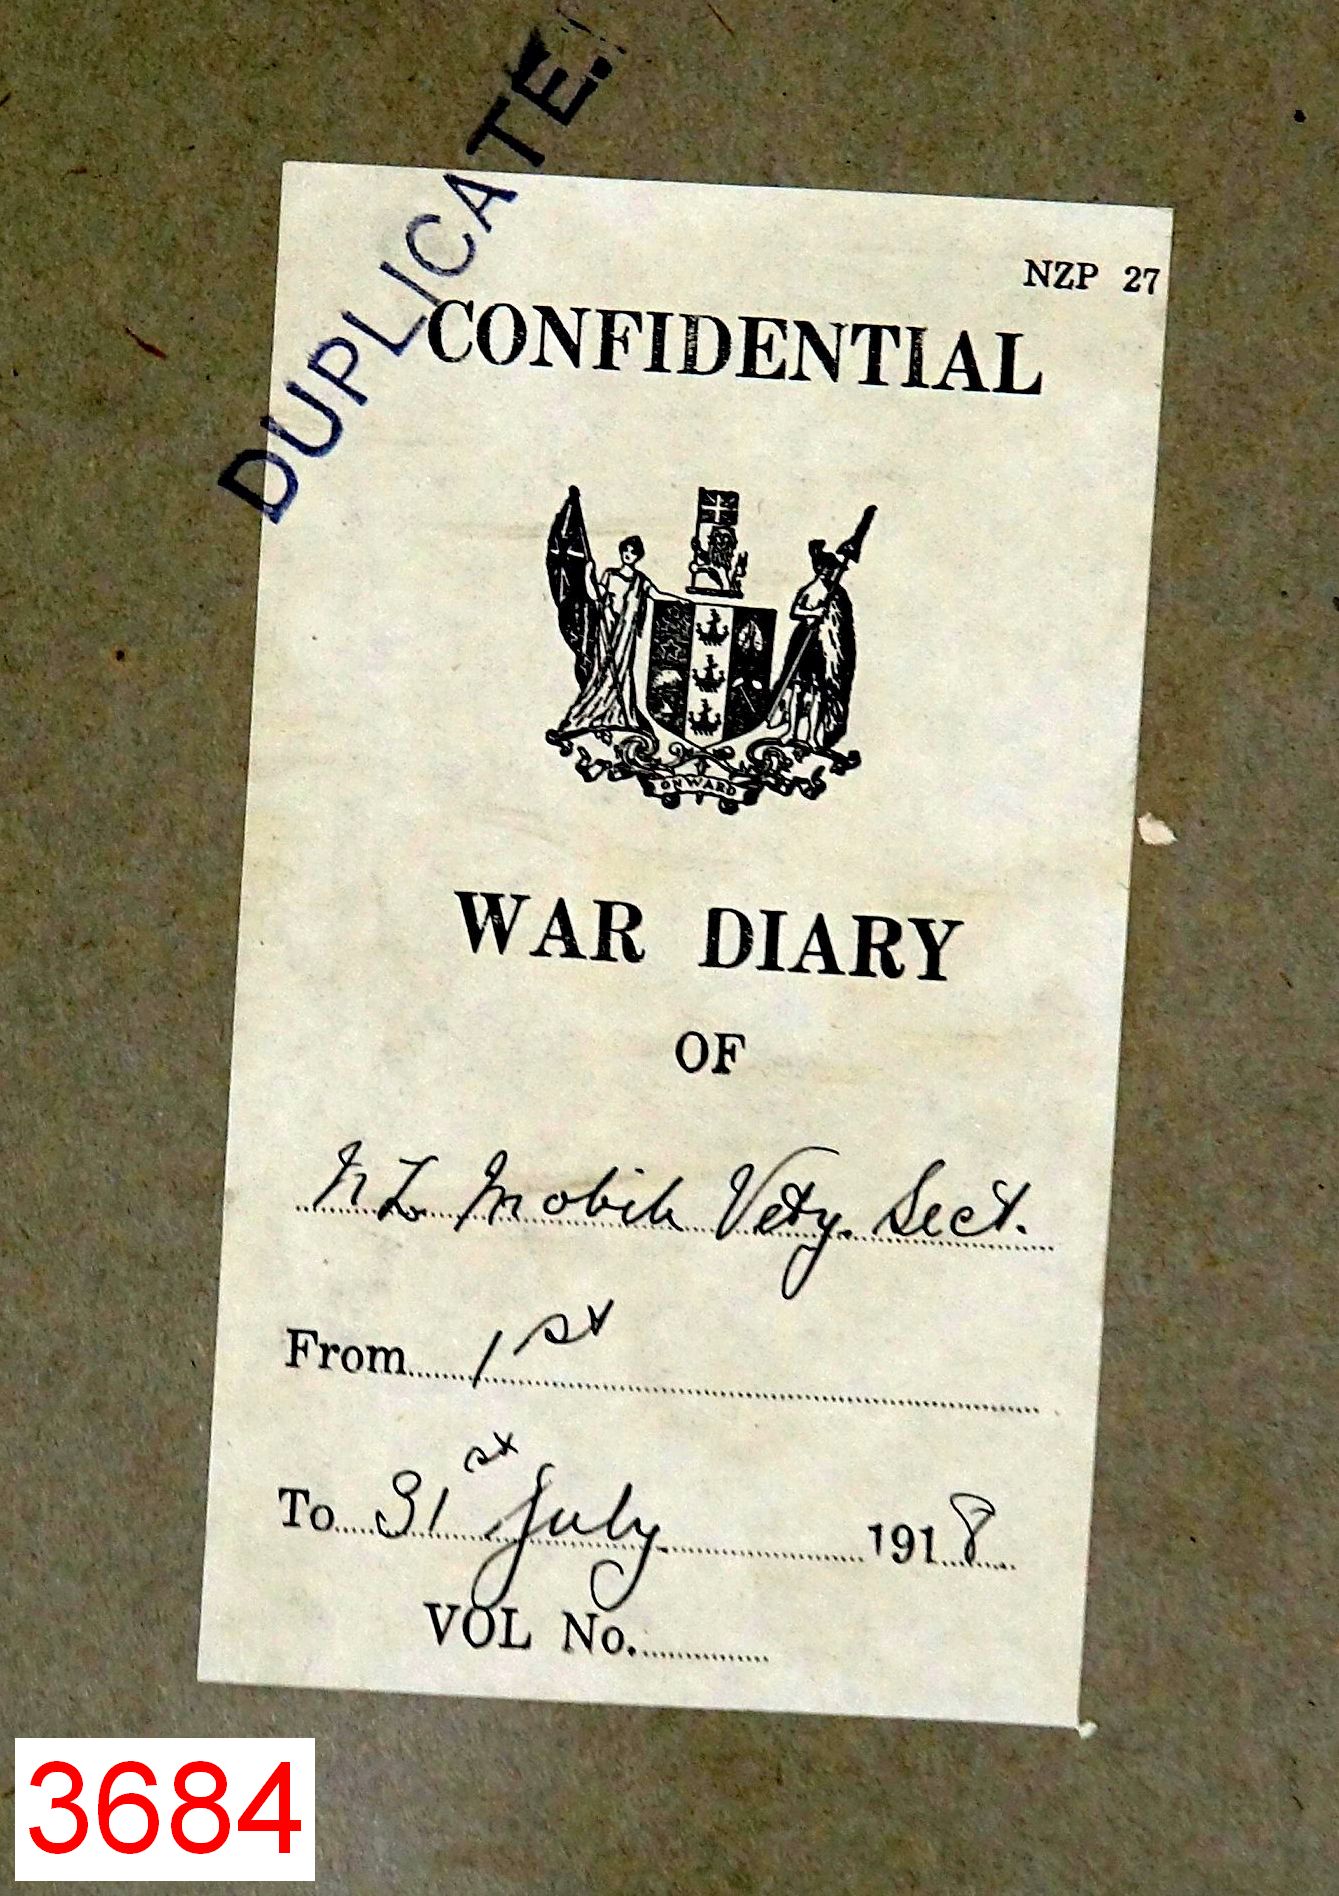 DUPLICATE.
NZP 27
CONFIDENTIAL
ONWARD
WAR DIARY
OF
NZ Mobile Vety. Sect.
From 1st
To 31st July 1918
VOL No.
3684